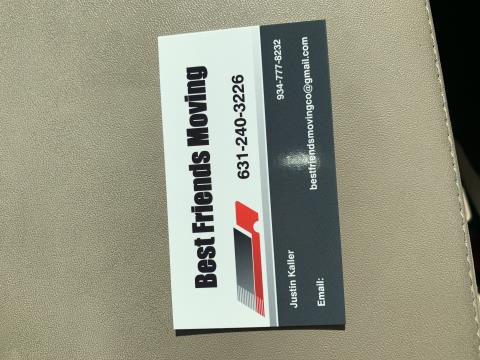 Best Friends Moving
631-240-3226
Justin Kaller 934-777-8232
Email: bestfriendsmovingco@gmail.com